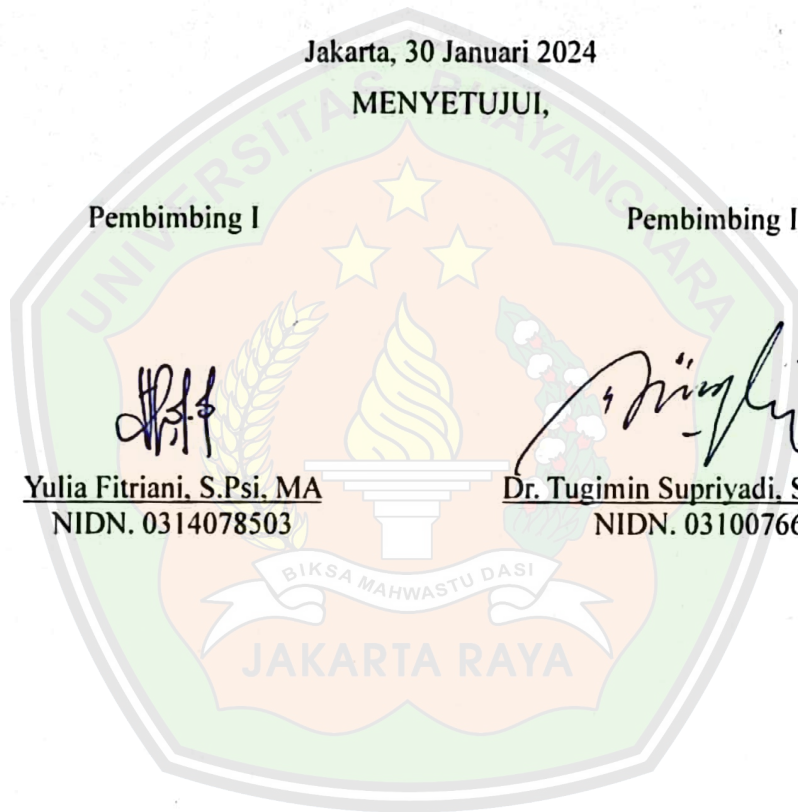 Jakarta, 30 Januari 2024
MENYETUJUI,
Pembimbing I
Pembimbing I
Yulia Fitriani, S.Psi, MA
NIDN. 0314078503
Dr. Tugimin Supriyadi, S
NIDN. 03100766
UNIVERSITAS BHAYANGKARA
BIKSA MAHWASTU DASI
JAKARTA RAYA